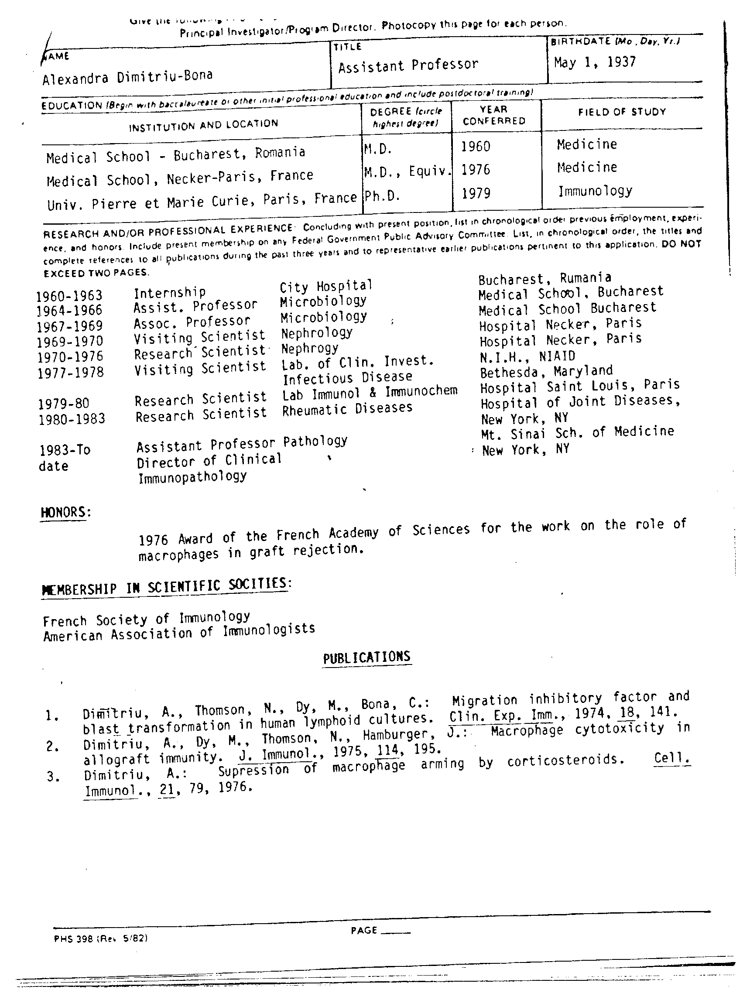 Give the
Principal Investigator/Program Director. Photocopy this page for each person.
NAME TITLE BIRTHDATE (Mo., Day, Yr.)
Alexandra Dimitriu-Bona Assistant Professor May 1, 1937
EDUCATION (Begin with baccalaureate or other initial professional education and include postdoctoral training)
INSTITUTION AND LOCATION DEGREE (circle highest degree) YEAR CONFERRED FIELD OF STUDY
Medical School - Bucharest, Romania M.D. 1960 Medicine
Medical School, Necker-Paris, France M.D., Equiv. 1976 Medicine
Univ. Pierre et Marie Curie, Paris, France Ph.D. 1979 Immunology
RESEARCH AND/OR PROFESSIONAL EXPERIENCE: Concluding with present position, list in chronological order previous employment, experi-
ence, and honors. Include present membership on any Federal Government Public Advisory Committee. List, in chronological order, the titles and
complete references to all publications during the past three years and to representative earlier publications pertinent to this application. DO NOT
EXCEED TWO PAGES.
1960-1963 Internship City Hospital Bucharest, Rumania
1964-1966 Assist. Professor Microbiology Medical School, Bucharest
1967-1969 Assoc. Professor Microbiology Medical School Bucharest
1969-1970 Visiting Scientist Nephrology Hospital Necker, Paris
1970-1976 Research Scientist Nephrogy Hospital Necker, Paris
1977-1978 Visiting Scientist Lab. of Clin. Invest. N.I.H., NIAID
Infectious Disease Bethesda, Maryland
1979-80 Research Scientist Lab Immunol & Immunochem Hospital Saint Louis, Paris
1980-1983 Research Scientist Rheumatic Diseases Hospital of Joint Diseases,
New York, NY
1983-To Assistant Professor Pathology Mt. Sinai Sch. of Medicine
date Director of Clinical New York, NY
Immunopathology
HONORS:
1976 Award of the French Academy of Sciences for the work on the role of
macrophages in graft rejection.
MEMBERSHIP IN SCIENTIFIC SOCITIES:
French Society of Immunology
American Association of Immunologists
PUBLICATIONS
1. Dimitriu, A., Thomson, N., Dy, M., Bona, C.: Migration inhibitory factor and
blast transformation in human lymphoid cultures. Clin. Exp. Imm., 1974, 18, 141.
2. Dimitriu, A., Dy, M., Thomson, N., Hamburger, J.: Macrophage cytotoxicity in
allograft immunity. J. Immunol., 1975, 114, 195.
3. Dimitriu, A.: Supression of macrophage arming by corticosteroids. Cell.
Immunol., 21, 79, 1976.
PHS 398 (Rev. 5/82) PAGE